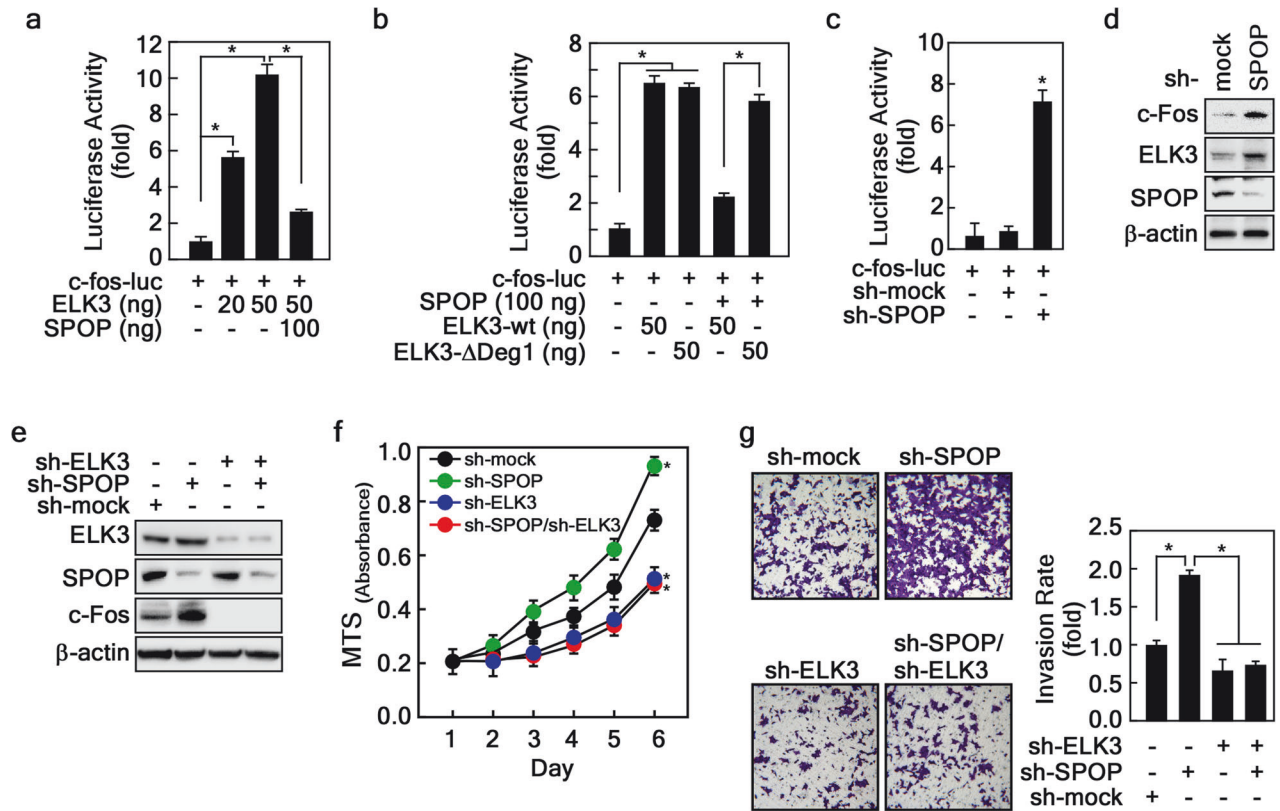 a
12
10
8
6
4
2
0
Luciferase Activity
(fold)
*
*
*
c-fos-luc + + + +
ELK3 (ng) - 20 50 50
SPOP (ng) - - - 100
b
8
6
4
2
0
Luciferase Activity
(fold)
*
*
c-fos-luc + + + + +
SPOP (100 ng) - - - + +
ELK3-wt (ng) - 50 - 50 -
ELK3-ΔDeg1 (ng) - - 50 - 50
c
10
8
6
4
2
0
Luciferase Activity
(fold)
*
c-fos-luc + + +
sh-mock - + -
sh-SPOP - - +
d
sh- mock SPOP
c-Fos
ELK3
SPOP
β-actin
e
sh-ELK3 - - + +
sh-SPOP - + - +
sh-mock + - - -
ELK3
SPOP
c-Fos
β-actin
f
1.0
0.8
0.6
0.4
0.2
0.0
MTS (Absorbance)
sh-mock
sh-SPOP
sh-ELK3
sh-SPOP/sh-ELK3
*
*
*
1 2 3 4 5 6
Day
g
sh-mock sh-SPOP
sh-ELK3
sh-SPOP/
sh-ELK3
2.5
2.0
1.5
1.0
0.5
0.0
Invasion Rate
(fold)
*
*
sh-ELK3 - - + +
sh-SPOP - + - +
sh-mock + - - -